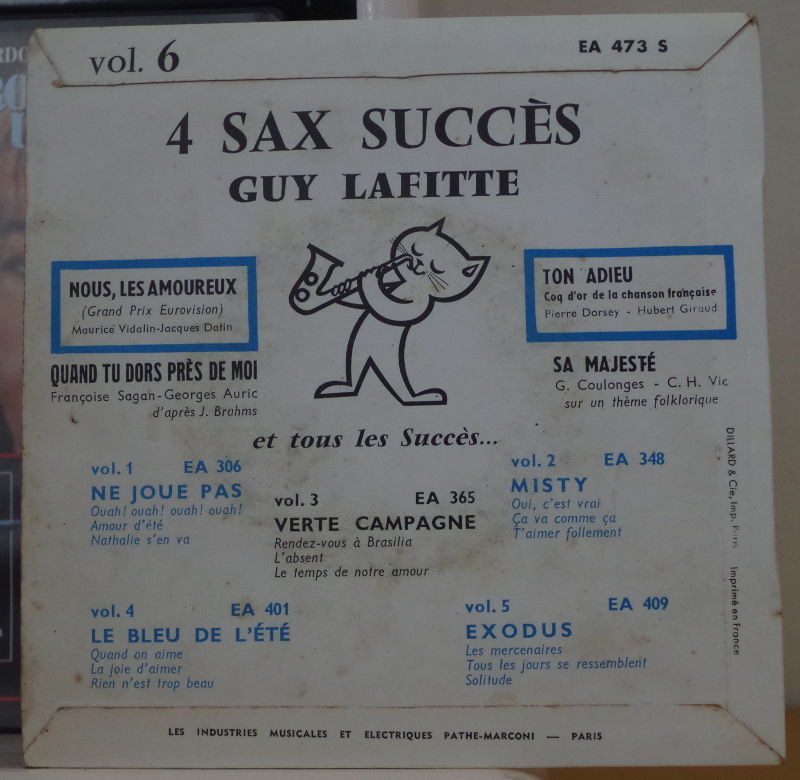 vol. 6
EA 473 S
4 SAX SUCCÈS
GUY LAFITTE
NOUS, LES AMOUREUX
(Grand Prix Eurovision)
Maurice Vidalin-Jacques Datin
QUAND TU DORS PRÈS DE MOI
Françoise Sagan-Georges Auric
d'après J. Brahms
TON ADIEU
Coq d'or de la chanson française
Pierre Dorsey - Hubert Giraud
SA MAJESTÉ
G. Coulonges - C. H. Vic
sur un thème folklorique
et tous les Succès...
vol. 1 EA 306
NE JOUE PAS
Ouah! ouah! ouah! ouah!
Amour d'été
Nathalie s'en va
vol. 3 EA 365
VERTE CAMPAGNE
Rendez-vous à Brasilia
L'absent
Le temps de notre amour
vol. 2 EA 348
MISTY
Oui, c'est vrai
Ça va comme ça
T'aimer follement
vol. 4 EA 401
LE BLEU DE L'ÉTÉ
Quand on aime
La joie d'aimer
Rien n'est trop beau
vol. 5 EA 409
EXODUS
Les mercenaires
Tous les jours se ressemblent
Solitude
DILLARD & Cie, Imp. Paris Imprimé en France
LES INDUSTRIES MUSICALES ET ELECTRIQUES PATHE-MARCONI — PARIS